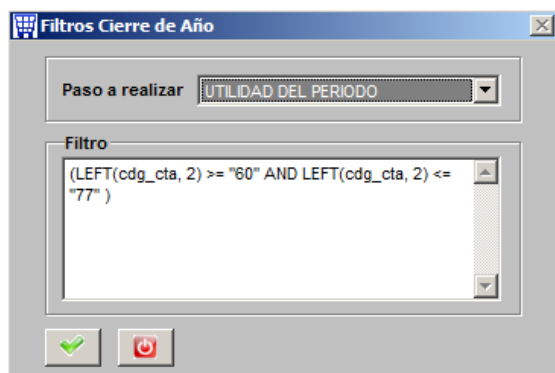 Filtros Cierre de Año
Paso a realizar UTILIDAD DEL PERIODO
Filtro
(LEFT(cdg_cta, 2) >= "60" AND LEFT(cdg_cta, 2) <=
"77" )